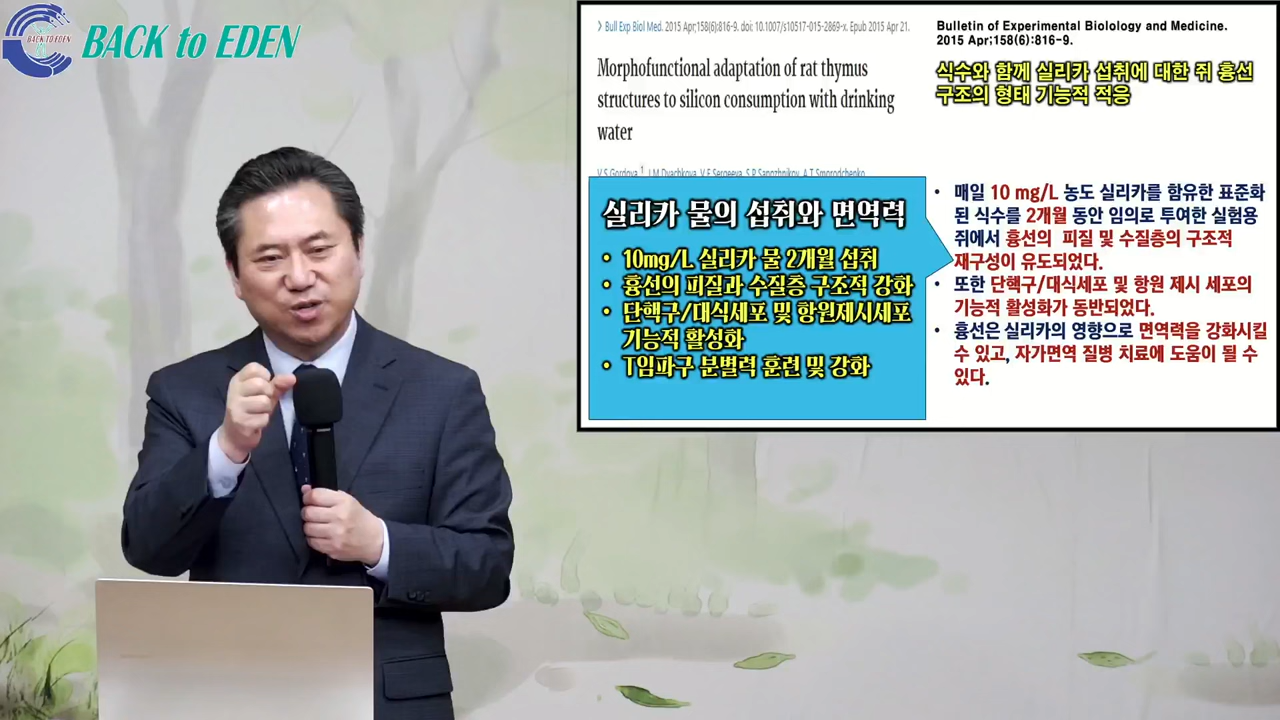 BACK TO EDEN
BACK to EDEN
Bull Exp Biol Med. 2015 Apr;158(6):816-9. doi: 10.1007/s10517-015-2869-x. Epub 2015 Apr 21.
Morphofunctional adaptation of rat thymus
structures to silicon consumption with drinking
water
V S Gordova 1, I M Dyachkova, V E Sergeeva, S P Sapozhnikov, A T Smorodchenko
실리카 물의 섭취와 면역력
• 10mg/L 실리카 물 2개월 섭취
• 흉선의 피질과 수질층 구조적 강화
• 단핵구/대식세포 및 항원제시세포
기능적 활성화
• T임파구 분별력 훈련 및 강화
Bulletin of Experimental Biolology and Medicine.
2015 Apr;158(6):816-9.
식수와 함께 실리카 섭취에 대한 쥐 흉선
구조의 형태 기능적 적응
• 매일 10 mg/L 농도 실리카를 함유한 표준화
된 식수를 2개월 동안 임의로 투여한 실험용
쥐에서 흉선의 피질 및 수질층의 구조적
재구성이 유도되었다.
• 또한 단핵구/대식세포 및 항원 제시 세포의
기능적 활성화가 동반되었다.
• 흉선은 실리카의 영향으로 면역력을 강화시킬
수 있고, 자가면역 질병 치료에 도움이 될 수
있다.